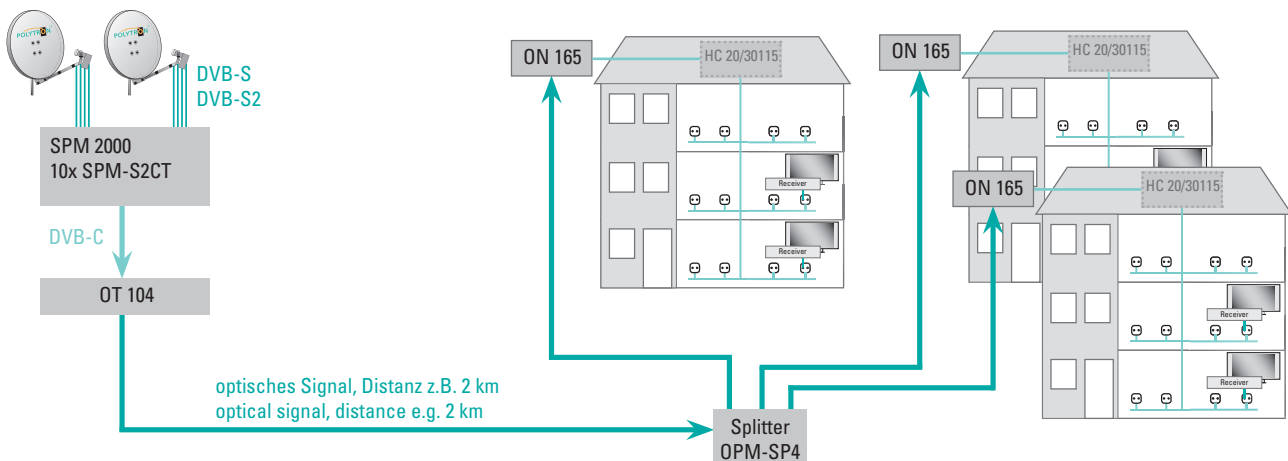 POLYTRON
POLYTRON
DVB-S
DVB-S2
SPM 2000
10x SPM-S2CT
DVB-C
OT 104
optisches Signal, Distanz z.B. 2 km
optical signal, distance e.g. 2 km
Splitter
OPM-SP4
ON 165
HC 20/30115
Receiver
Receiver
ON 165
HC 20/30115
ON 165
HC 20/30115
Receiver
Receiver